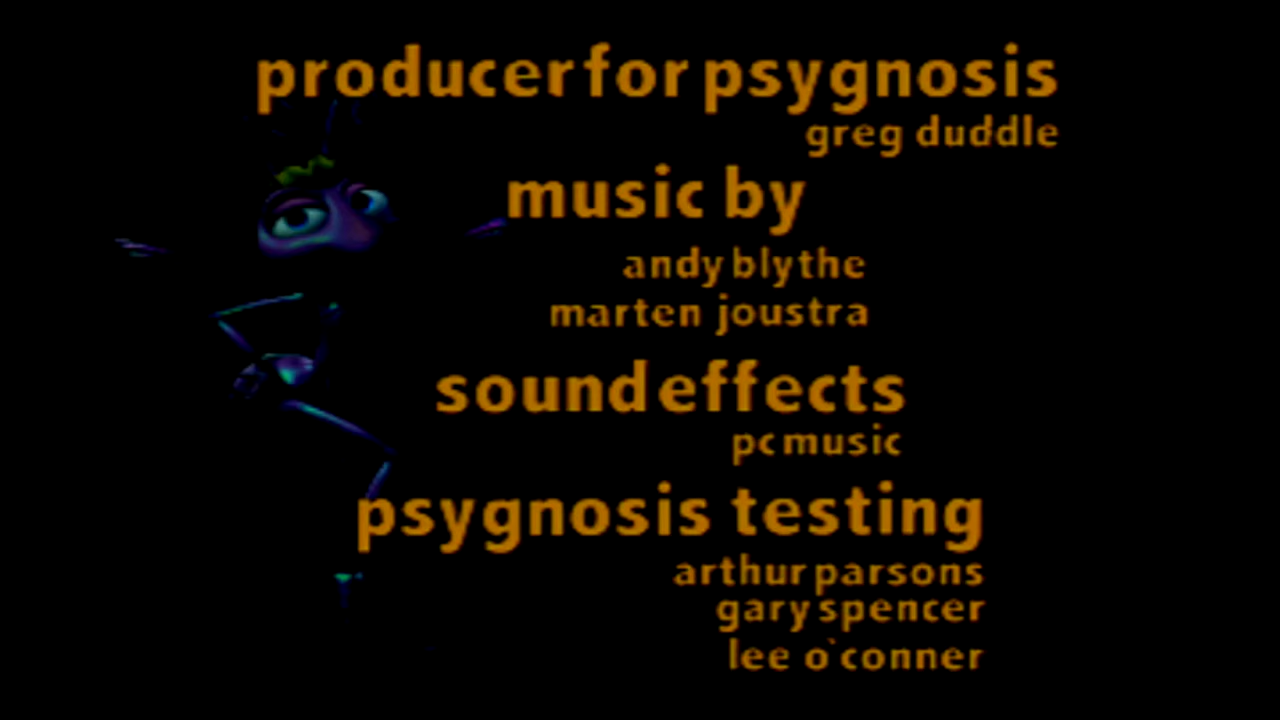 producer for psygnosis
greg duddle
music by
andy blythe
marten joustra
sound effects
pc music
psygnosis testing
arthur parsons
gary spencer
lee o`conner